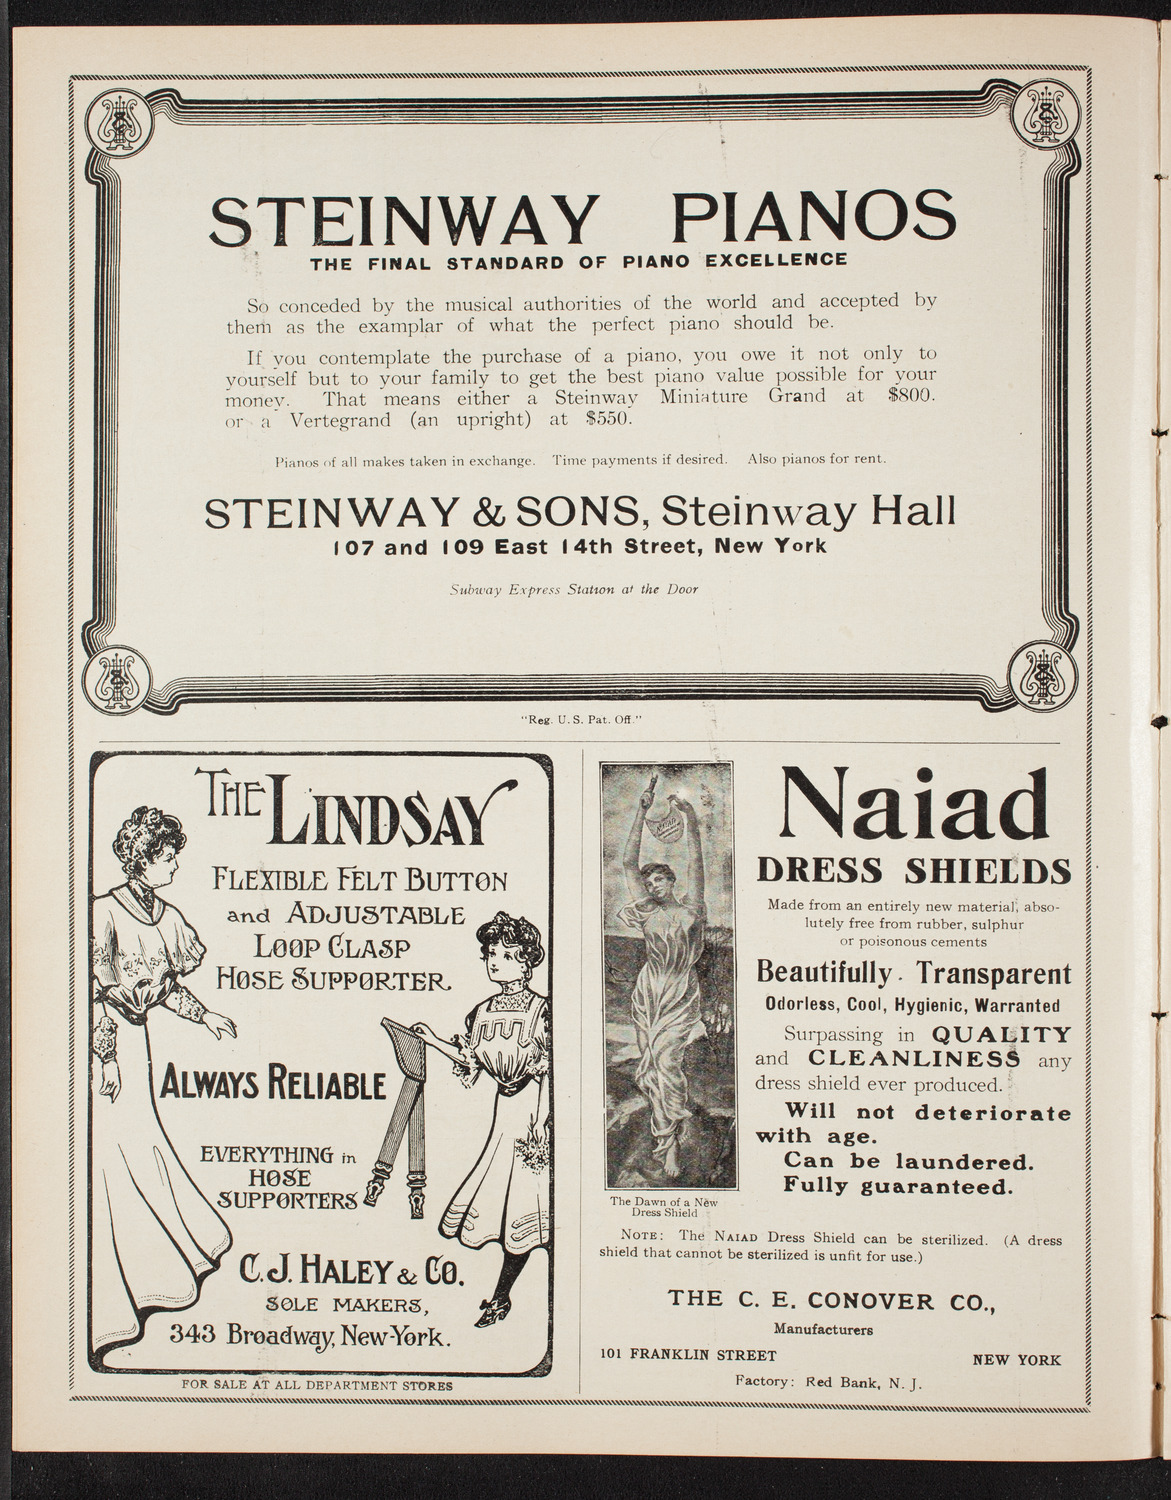 STEINWAY PIANOS
THE FINAL STANDARD OF PIANO EXCELLENCE
So conceded by the musical authorities of the world and accepted by
them as the examplar of what the perfect piano should be.
If you contemplate the purchase of a piano, you owe it not only to
yourself but to your family to get the best piano value possible for your
money. That means either a Steinway Miniature Grand at $800.
or a Vertegrand (an upright) at $550.
Pianos of all makes taken in exchange. Time payments if desired. Also pianos for rent.
STEINWAY & SONS, Steinway Hall
107 and 109 East 14th Street, New York
Subway Express Station at the Door
"Reg. U. S. Pat. Off."
THE LINDSAY
FLEXIBLE FELT BUTTON
and ADJUSTABLE
LOOP CLASP
HOSE SUPPORTER.
ALWAYS RELIABLE
EVERYTHING in
HOSE
SUPPORTERS
C. J. HALEY & CO.
SOLE MAKERS,
343 Broadway, New-York.
FOR SALE AT ALL DEPARTMENT STORES
NAIAD
The Dawn of a New
Dress Shield
Naiad
DRESS SHIELDS
Made from an entirely new material, abso-
lutely free from rubber, sulphur
or poisonous cements
Beautifully Transparent
Odorless, Cool, Hygienic, Warranted
Surpassing in QUALITY
and CLEANLINESS any
dress shield ever produced.
Will not deteriorate
with age.
Can be laundered.
Fully guaranteed.
NOTE: The NAIAD Dress Shield can be sterilized. (A dress
shield that cannot be sterilized is unfit for use.)
THE C. E. CONOVER CO.,
Manufacturers
101 FRANKLIN STREET NEW YORK
Factory: Red Bank, N. J.